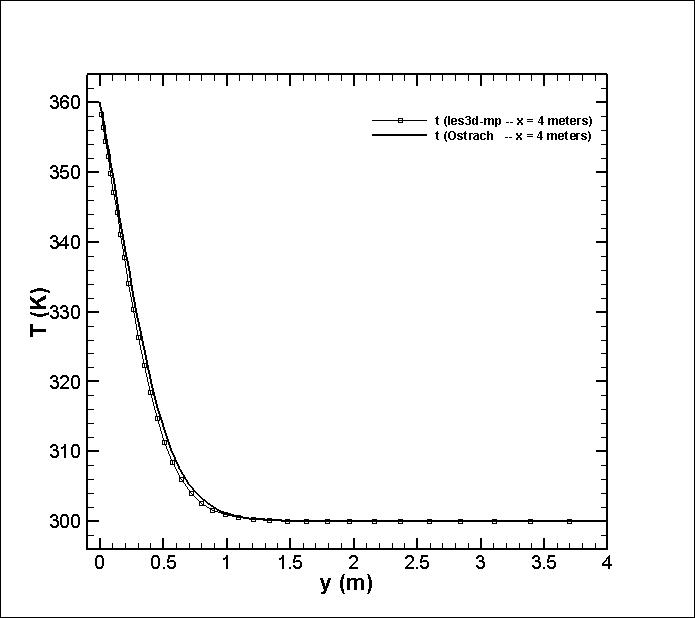 t (les3d-mp -- x = 4 meters)
t (Ostrach -- x = 4 meters)
360
350
340
330
320
310
300
T (K)
0 0.5 1 1.5 2 2.5 3 3.5 4
y (m)